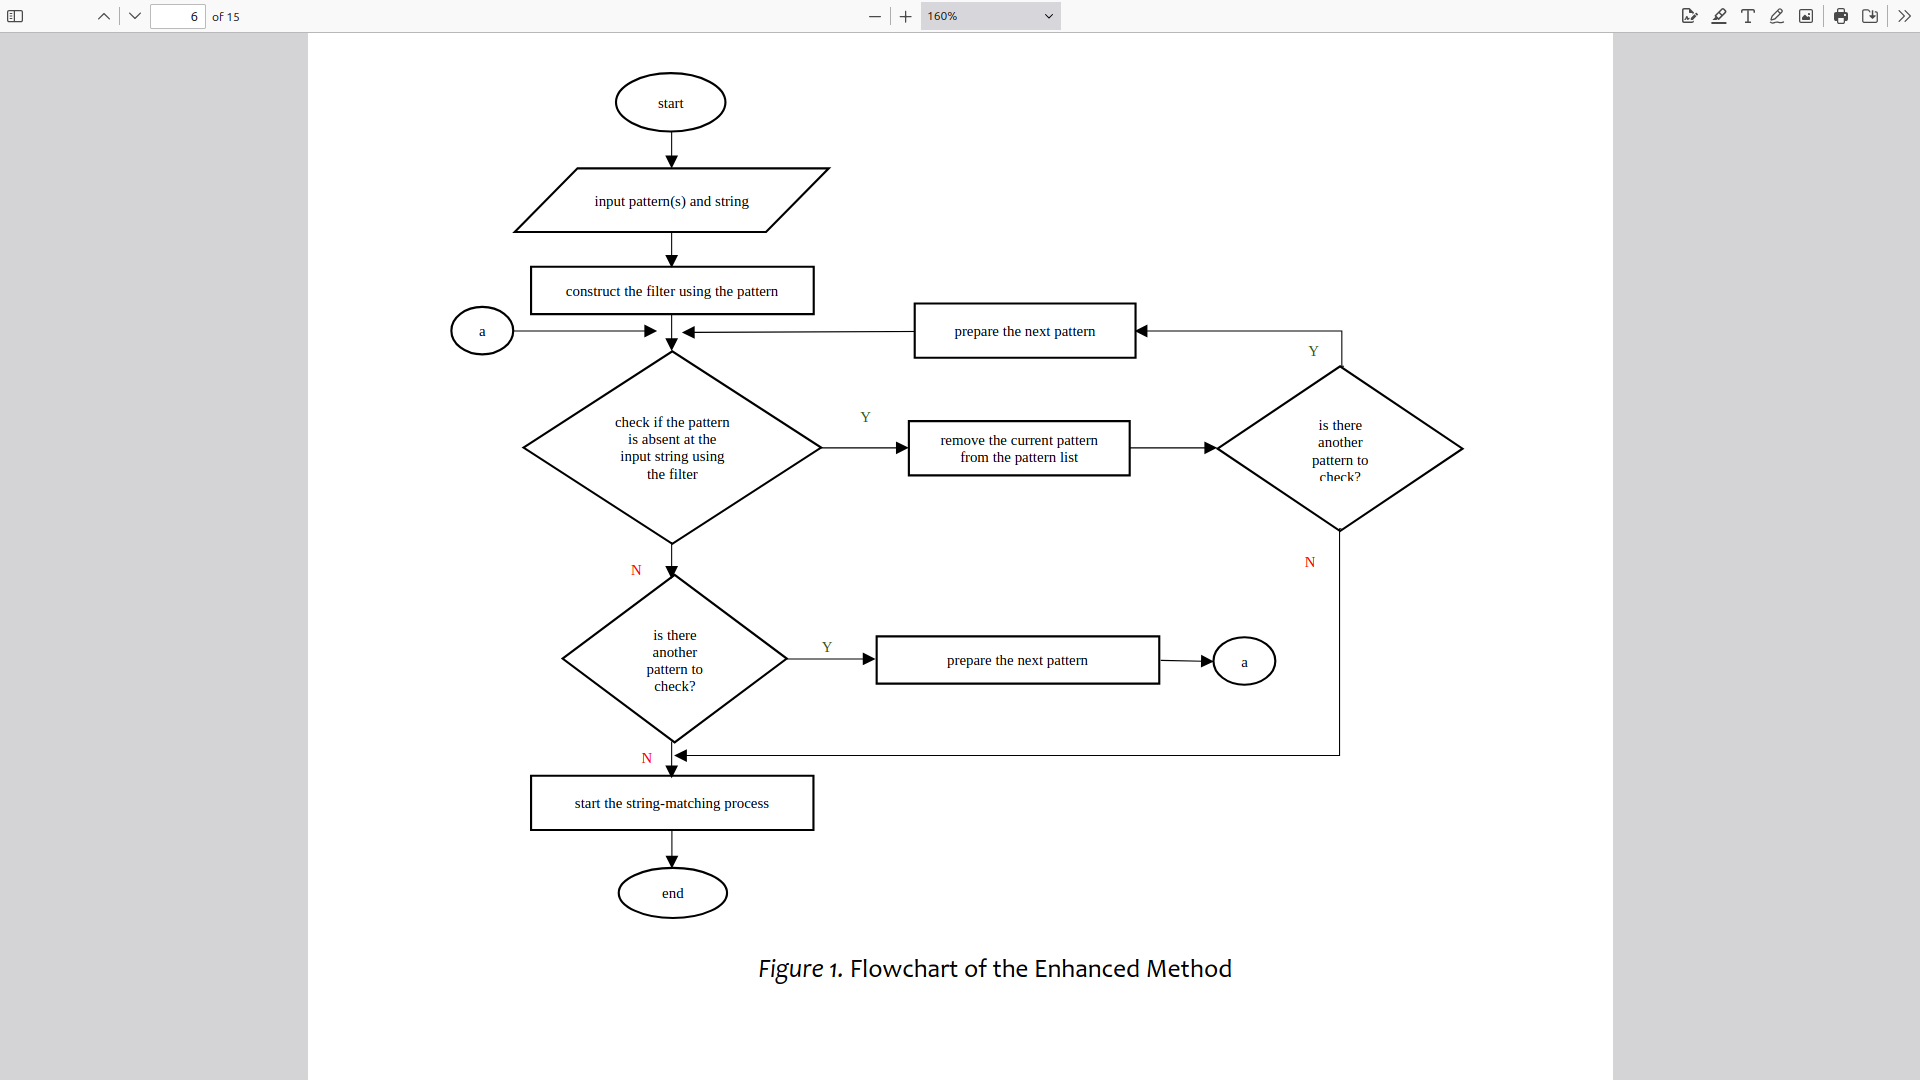 6 of 15
160%
start
input pattern(s) and string
construct the filter using the pattern
a
prepare the next pattern
Y
check if the pattern
is absent at the
input string using
the filter
Y
remove the current pattern
from the pattern list
is there
another
pattern to
check?
N
N
is there
another
pattern to
check?
Y
prepare the next pattern
a
N
start the string-matching process
end
Figure 1. Flowchart of the Enhanced Method